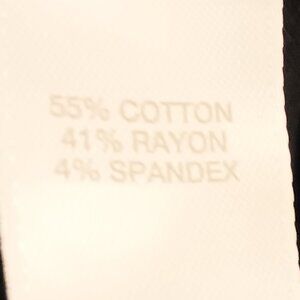 55% COTTON
41% RAYON
4% SPANDEX